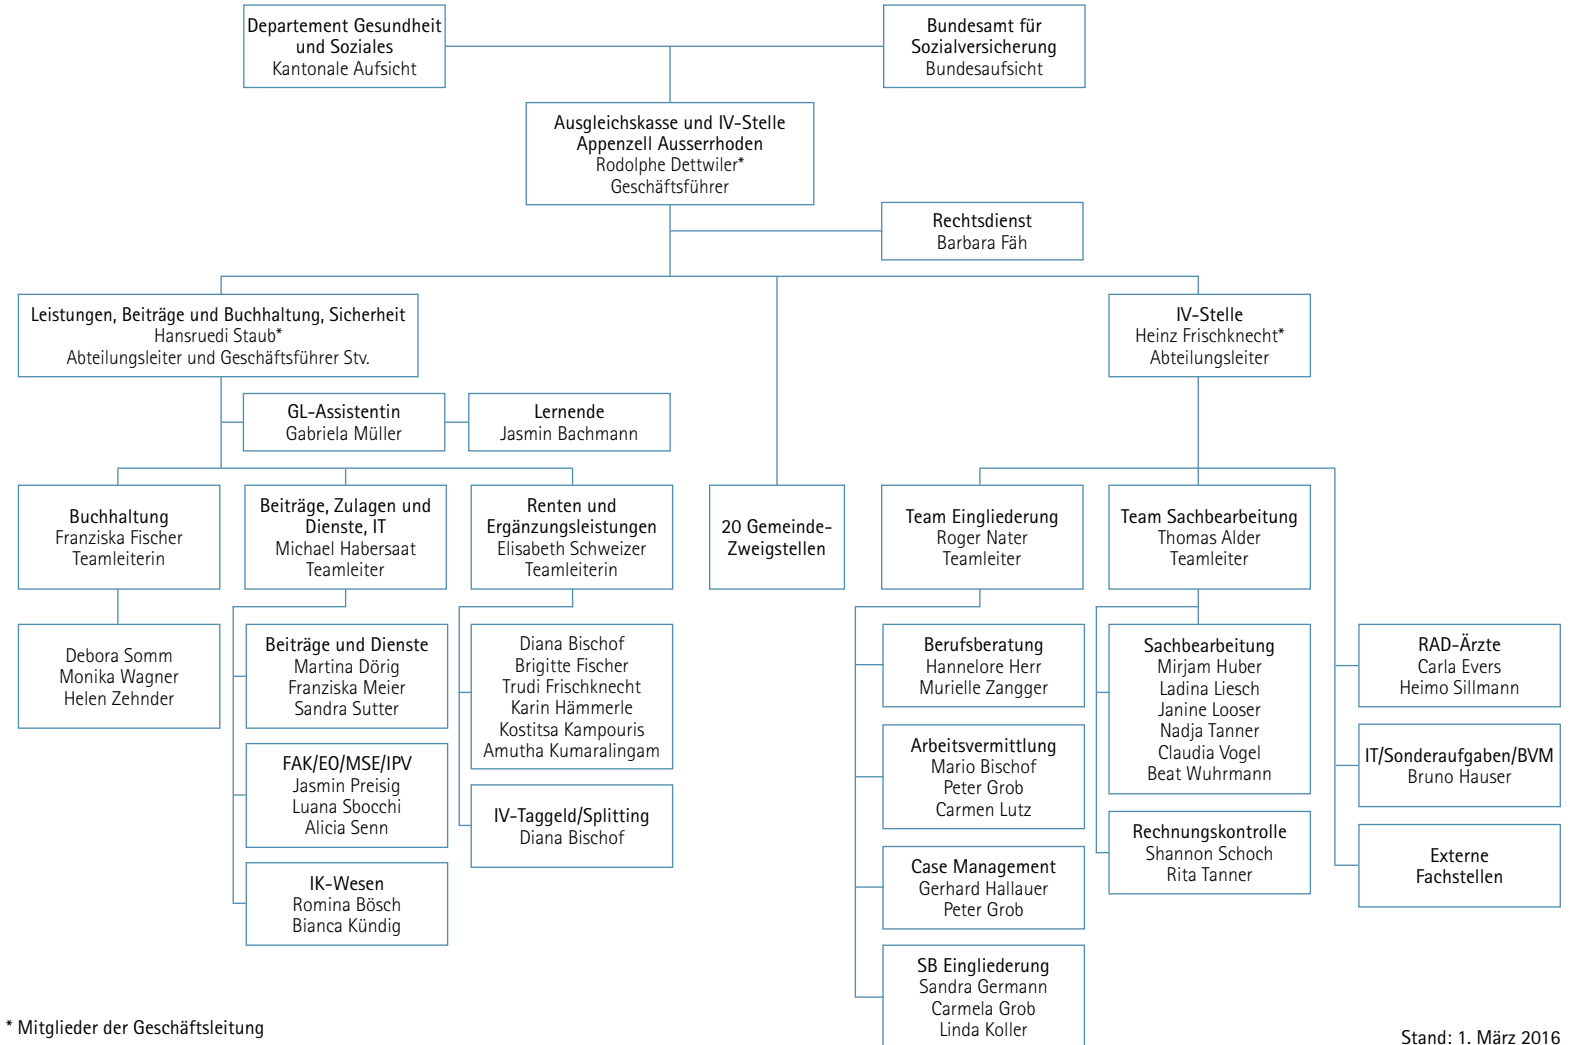 Departement Gesundheit
und Soziales
Kantonale Aufsicht
Bundesamt für
Sozialversicherung
Bundesaufsicht
Ausgleichskasse und IV-Stelle
Appenzell Ausserrhoden
Rodolphe Dettwiler*
Geschäftsführer
Rechtsdienst
Barbara Fäh
Leistungen, Beiträge und Buchhaltung, Sicherheit
Hansruedi Staub*
Abteilungsleiter und Geschäftsführer Stv.
IV-Stelle
Heinz Frischknecht*
Abteilungsleiter
GL-Assistentin
Gabriela Müller
Lernende
Jasmin Bachmann
Buchhaltung
Franziska Fischer
Teamleiterin
Beiträge, Zulagen und
Dienste, IT
Michael Habersaat
Teamleiter
Renten und
Ergänzungsleistungen
Elisabeth Schweizer
Teamleiterin
20 Gemeinde-
Zweigstellen
Team Eingliederung
Roger Nater
Teamleiter
Team Sachbearbeitung
Thomas Alder
Teamleiter
Debora Somm
Monika Wagner
Helen Zehnder
Beiträge und Dienste
Martina Dörig
Franziska Meier
Sandra Sutter
FAK/EO/MSE/IPV
Jasmin Preisig
Luana Sbocchi
Alicia Senn
IK-Wesen
Romina Bösch
Bianca Kündig
Diana Bischof
Brigitte Fischer
Trudi Frischknecht
Karin Hämmerle
Kostitsa Kampouris
Amutha Kumaralingam
IV-Taggeld/Splitting
Diana Bischof
Berufsberatung
Hannelore Herr
Murielle Zangger
Arbeitsvermittlung
Mario Bischof
Peter Grob
Carmen Lutz
Case Management
Gerhard Hallauer
Peter Grob
SB Eingliederung
Sandra Germann
Carmela Grob
Linda Koller
Sachbearbeitung
Mirjam Huber
Ladina Liesch
Janine Looser
Nadja Tanner
Claudia Vogel
Beat Wuhrmann
Rechnungskontrolle
Shannon Schoch
Rita Tanner
RAD-Ärzte
Carla Evers
Heimo Sillmann
IT/Sonderaufgaben/BVM
Bruno Hauser
Externe
Fachstellen
* Mitglieder der Geschäftsleitung
Stand: 1. März 2016